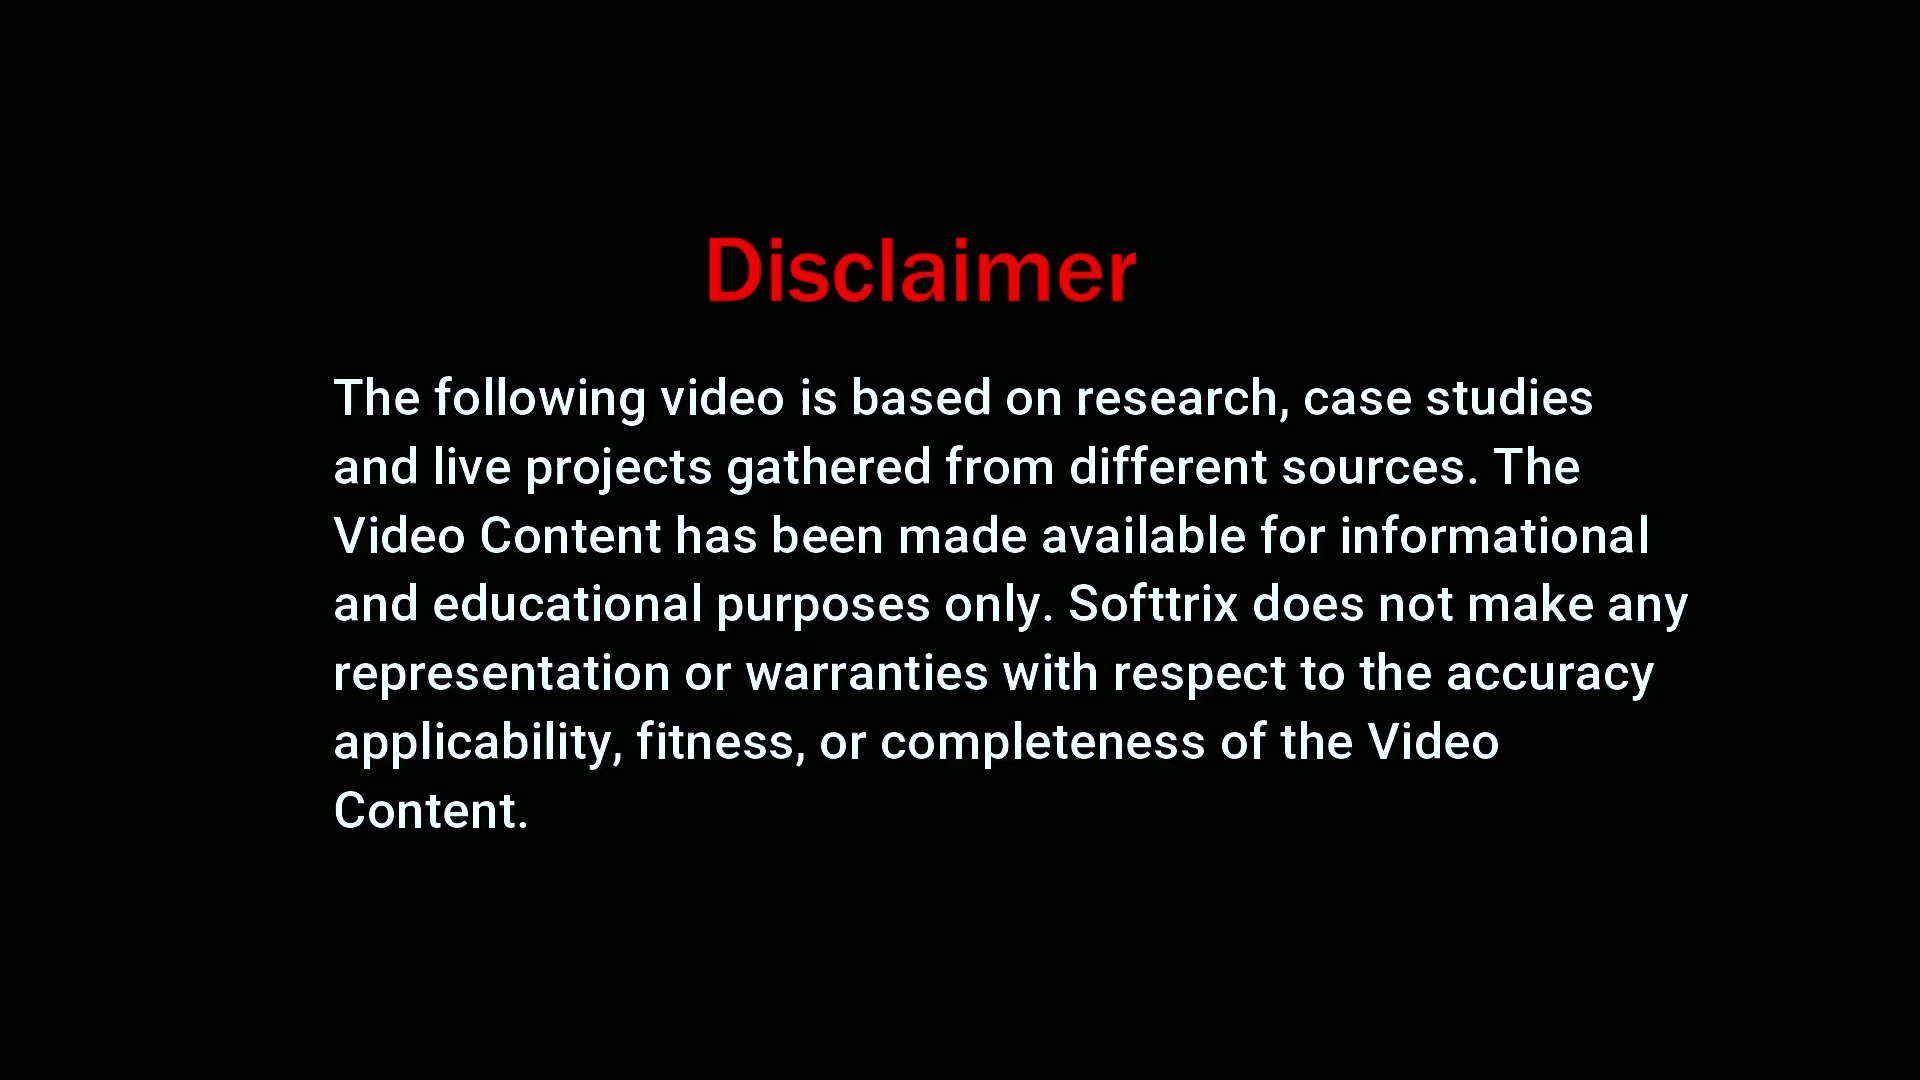 Disclaimer
The following video is based on research, case studies
and live projects gathered from different sources. The
Video Content has been made available for informational
and educational purposes only. Softtrix does not make any
representation or warranties with respect to the accuracy
applicability, fitness, or completeness of the Video
Content.